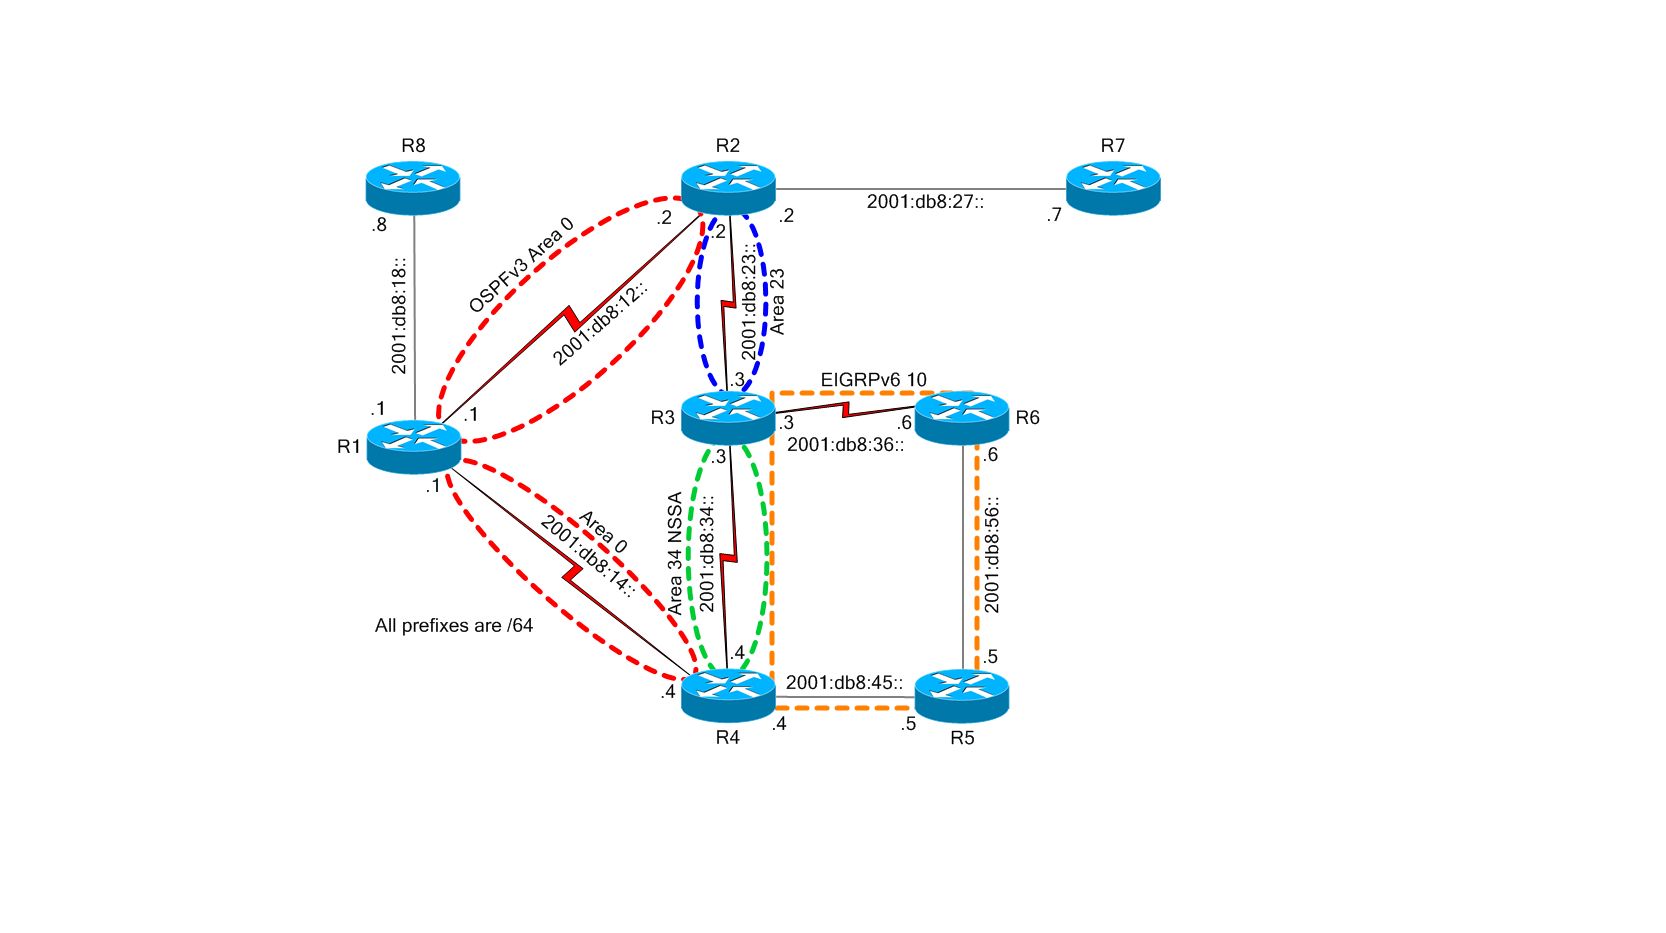 R8
R2
R7
.8
.2
.2
.2
2001:db8:27::
.7
OSPFv3 Area 0
2001:db8:18::
2001:db8:12::
2001:db8:23::
Area 23
.3
EIGRPv6 10
.1
.1
R1
R3
.3
.6
R6
2001:db8:36::
.1
.3
.6
Area 0
2001:db8:14::
Area 34 NSSA
2001:db8:34::
2001:db8:56::
All prefixes are /64
.4
.5
.4
2001:db8:45::
.4
.5
R4
R5